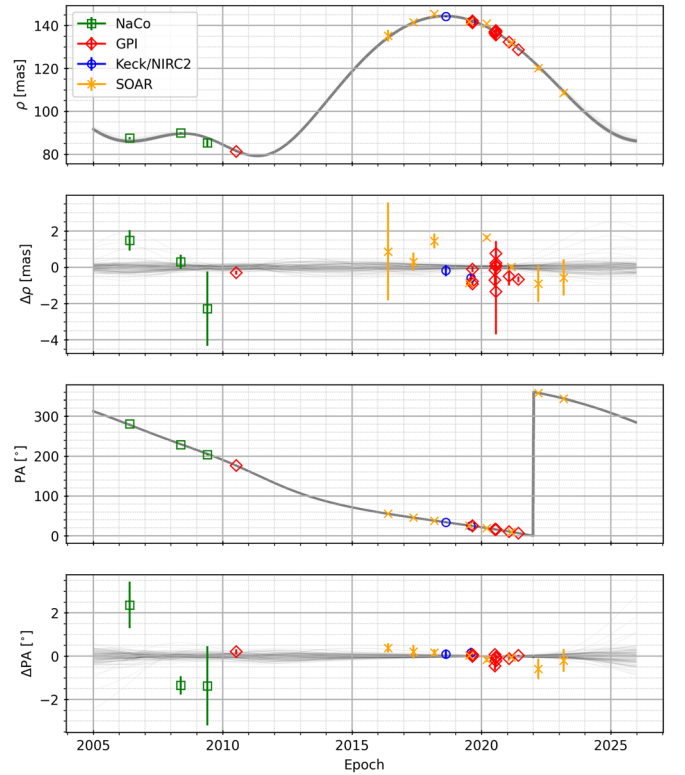 NaCo
GPI
Keck/NIRC2
SOAR
140
120
100
80
ρ [mas]
2
0
−2
−4
Δρ [mas]
300
200
100
0
PA [°]
2
0
−2
ΔPA [°]
2005 2010 2015 2020 2025
Epoch